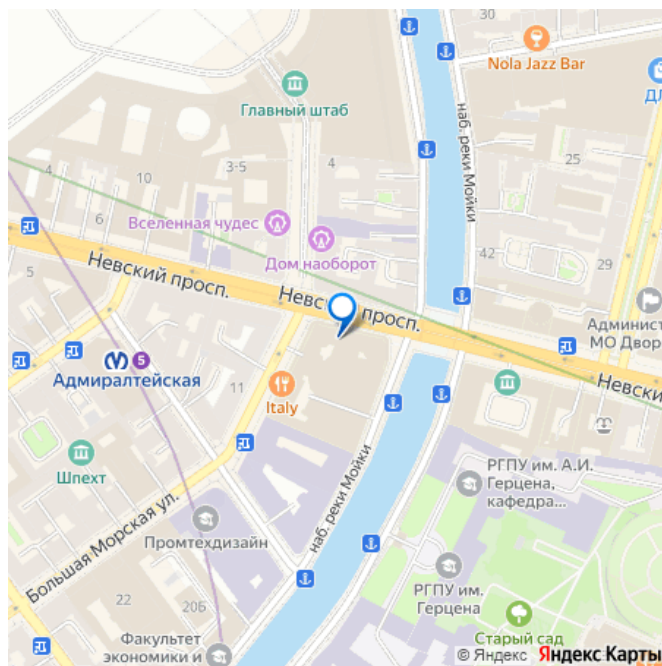 30
Nola Jazz Bar
ДЛ
Главный штаб
наб. реки Мойки
4
10
3-5
4
25
6
Вселенная чудес
Дом наоборот
42
29
5
Невский просп.
Невский просп.
Админист
МО Двор
5
Адмиралтейская
11
Italy
Невски
Шпехт
наб. реки Мойки
РГПУ им. А.И.
Герцена,
кафедра...
Большая Морская ул.
Промтехдизайн
РГПУ им.
Герцена
22
20Б
Старый сад
Факультет
экономики и
© Яндекс Яндекс Карты